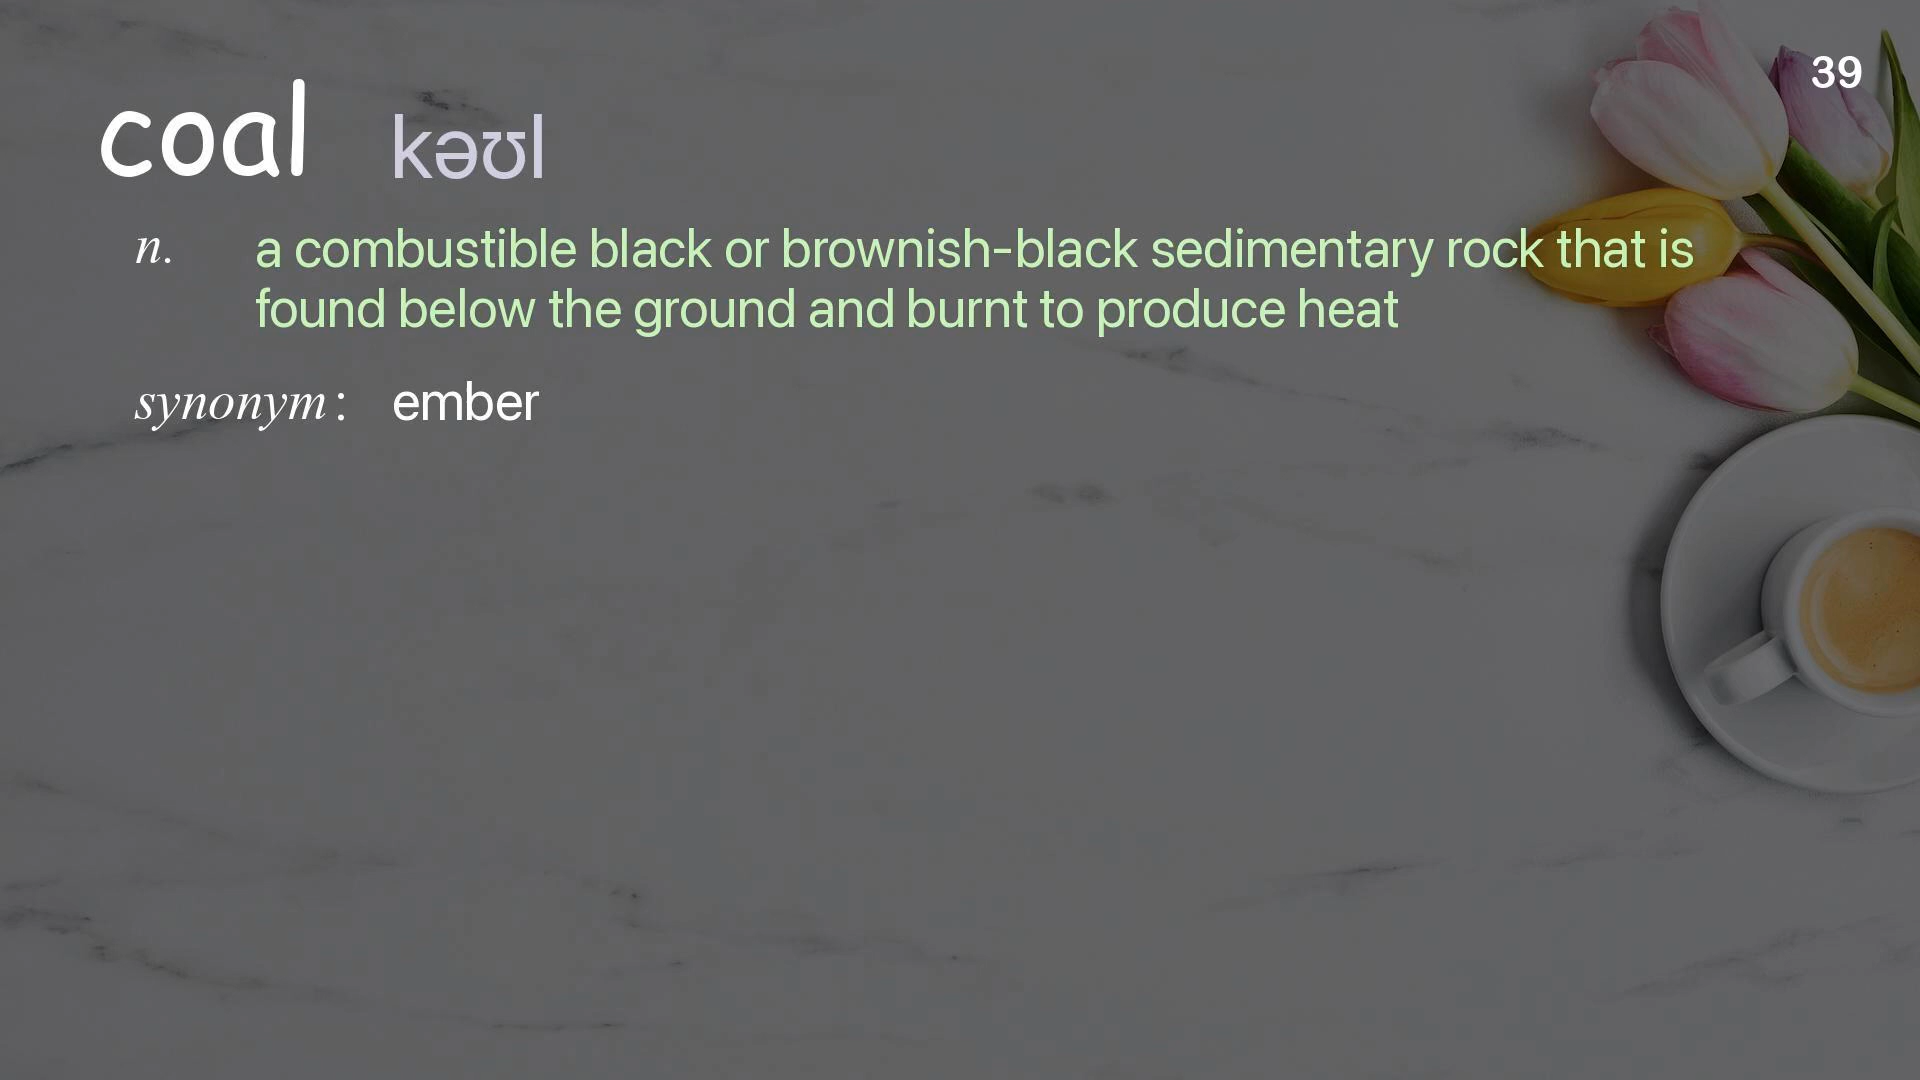 39
coal kəʊl
n. a combustible black or brownish-black sedimentary rock that is
found below the ground and burnt to produce heat
synonym: ember